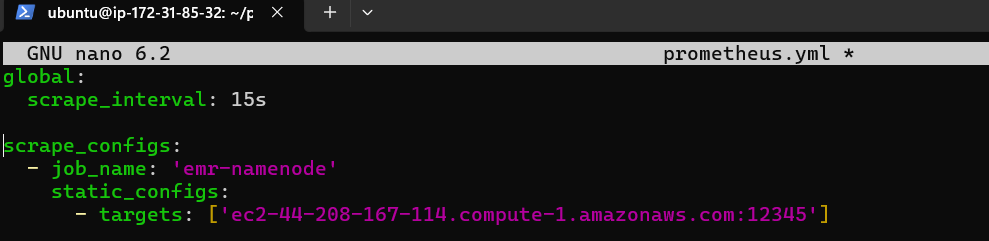 ubuntu@ip-172-31-85-32: ~/p
GNU nano 6.2 prometheus.yml *
global:
  scrape_interval: 15s

scrape_configs:
  - job_name: 'emr-namenode'
    static_configs:
      - targets: ['ec2-44-208-167-114.compute-1.amazonaws.com:12345']